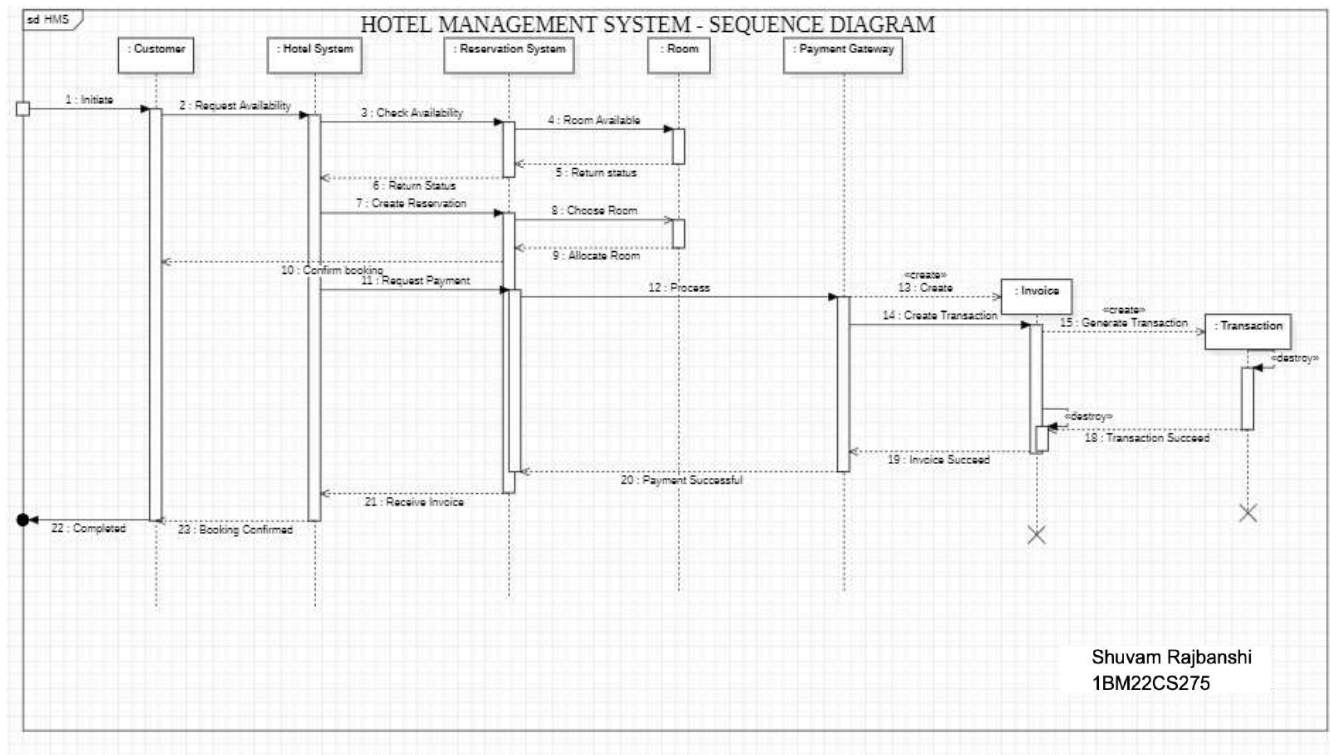 sd HMS
HOTEL MANAGEMENT SYSTEM - SEQUENCE DIAGRAM
: Customer
: Hotel System
: Reservation System
: Room
: Payment Gateway
1 : Initiate
2 : Request Availability
3 : Check Availability
4 : Room Available
5 : Return status
6 : Return Status
7 : Create Reservation
8 : Choose Room
9 : Allocate Room
10 : Confirm booking
11 : Request Payment
12 : Process
«create»
13 : Create
: Invoice
14 : Create Transaction
«create»
15 : Generate Transaction
: Transaction
«destroy»
«destroy»
18 : Transaction Succeed
19 : Invoice Succeed
20 : Payment Successful
21 : Receive Invoice
22 : Completed
23 : Booking Confirmed
Shuvam Rajbanshi
1BM22CS275